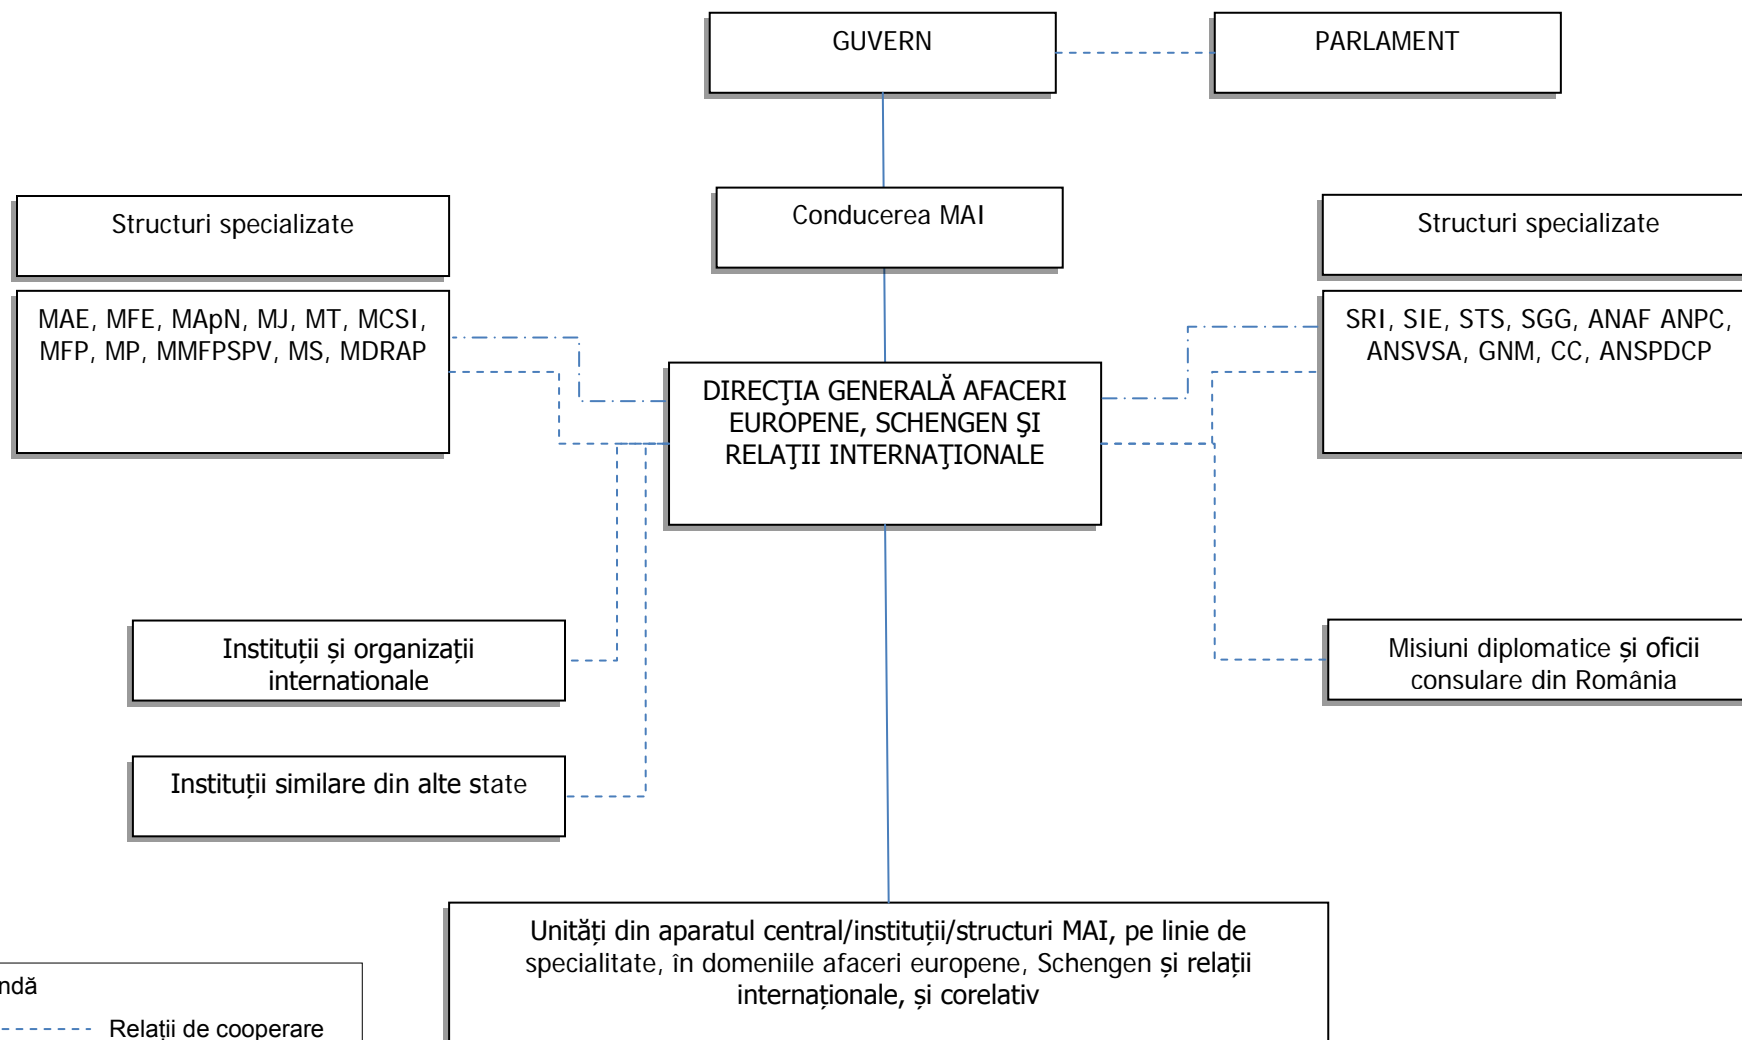 GUVERN
PARLAMENT
Structuri specializate
Conducerea MAI
Structuri specializate
MAE, MFE, MApN, MJ, MT, MCSI,
MFP, MP, MMFPSPV, MS, MDRAP
SRI, SIE, STS, SGG, ANAF ANPC,
ANSVSA, GNM, CC, ANSPDCP
DIRECŢIA GENERALĂ AFACERI
EUROPENE, SCHENGEN ŞI
RELAŢII INTERNAŢIONALE
Instituții și organizații
internationale
Misiuni diplomatice și oficii
consulare din România
Instituții similare din alte state
Unități din aparatul central/instituții/structuri MAI, pe linie de
specialitate, în domeniile afaceri europene, Schengen și relații
internaționale, și corelativ
ndă
Relații de cooperare